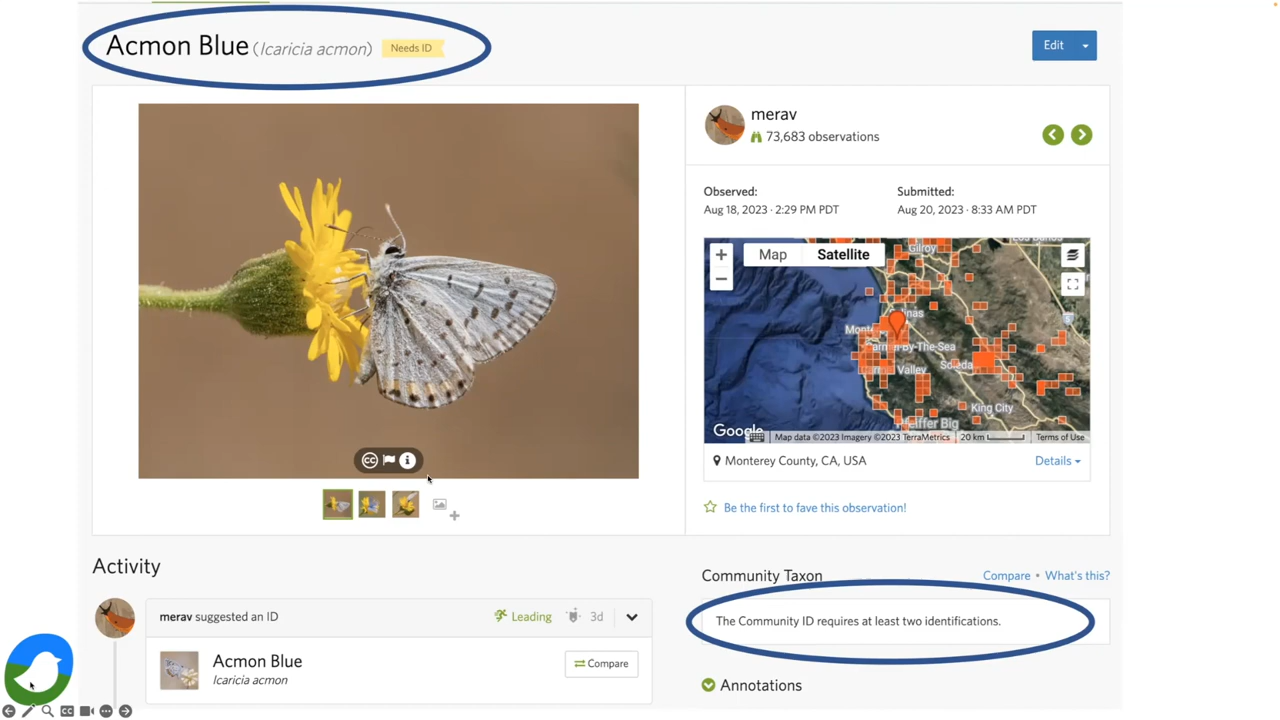 Acmon Blue (Icaricia acmon) Needs ID
Edit
merav
73,683 observations
Observed:
Aug 18, 2023 · 2:29 PM PDT
Submitted:
Aug 20, 2023 · 8:33 AM PDT
Map
Satellite
Gilroy
Carmel-By-The-Sea
Valley
Soleda
King City
Pfeiffer Big
Google
Map data ©2023 Imagery ©2023 TerraMetrics
20 km
Terms of Use
Monterey County, CA, USA
Details
Be the first to fave this observation!
Activity
merav suggested an ID
Leading
3d
Acmon Blue
Icaricia acmon
Compare
Community Taxon
Compare • What's this?
The Community ID requires at least two identifications.
Annotations